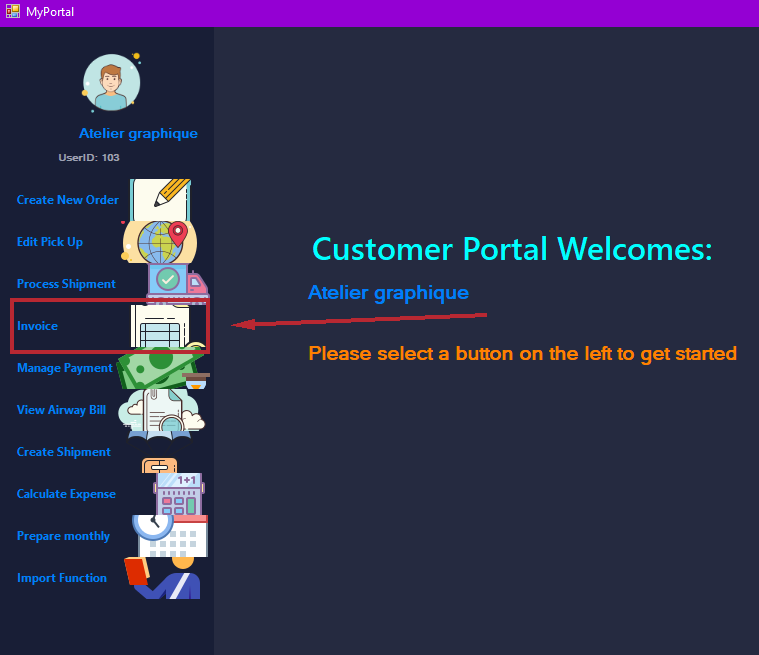 MyPortal
Atelier graphique
UserID: 103
Create New Order
Edit Pick Up
Process Shipment
Invoice
Manage Payment
View Airway Bill
Create Shipment
Calculate Expense
1+1
Prepare monthly
Import Function
Customer Portal Welcomes:
Atelier graphique
Please select a button on the left to get started